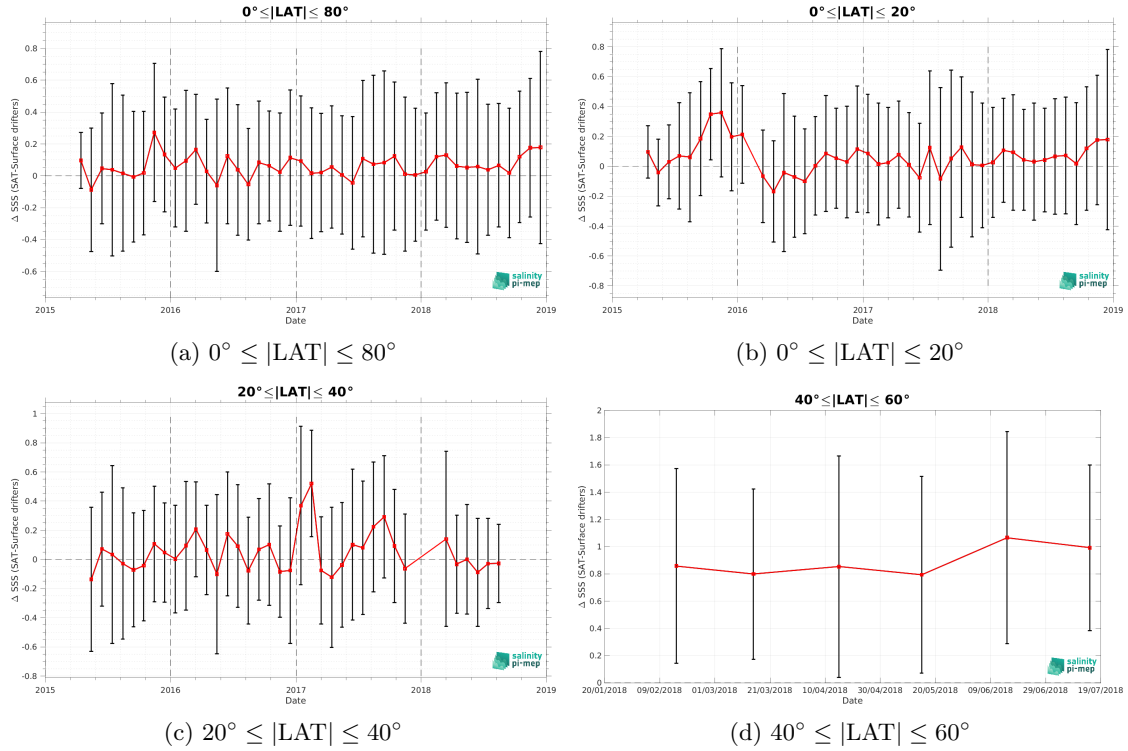 0°≤|LAT|≤ 80°
Δ SSS (SAT-Surface drifters)
0.8
0.6
0.4
0.2
0
-0.2
-0.4
-0.6
2015
2016
2017
2018
2019
Date
salinity
pi-mep
(a) 0° ≤ |LAT| ≤ 80°
0°≤|LAT|≤ 20°
Δ SSS (SAT-Surface drifters)
0.8
0.6
0.4
0.2
0
-0.2
-0.4
-0.6
-0.8
2015
2016
2017
2018
2019
Date
salinity
pi-mep
(b) 0° ≤ |LAT| ≤ 20°
20°≤|LAT|≤ 40°
Δ SSS (SAT-Surface drifters)
1
0.8
0.6
0.4
0.2
0
-0.2
-0.4
-0.6
-0.8
2015
2016
2017
2018
2019
Date
salinity
pi-mep
(c) 20° ≤ |LAT| ≤ 40°
40°≤|LAT|≤ 60°
Δ SSS (SAT-Surface drifters)
2
1.8
1.6
1.4
1.2
1
0.8
0.6
0.4
0.2
0
20/01/2018
09/02/2018
01/03/2018
21/03/2018
10/04/2018
30/04/2018
20/05/2018
09/06/2018
29/06/2018
19/07/2018
Date
salinity
pi-mep
(d) 40° ≤ |LAT| ≤ 60°